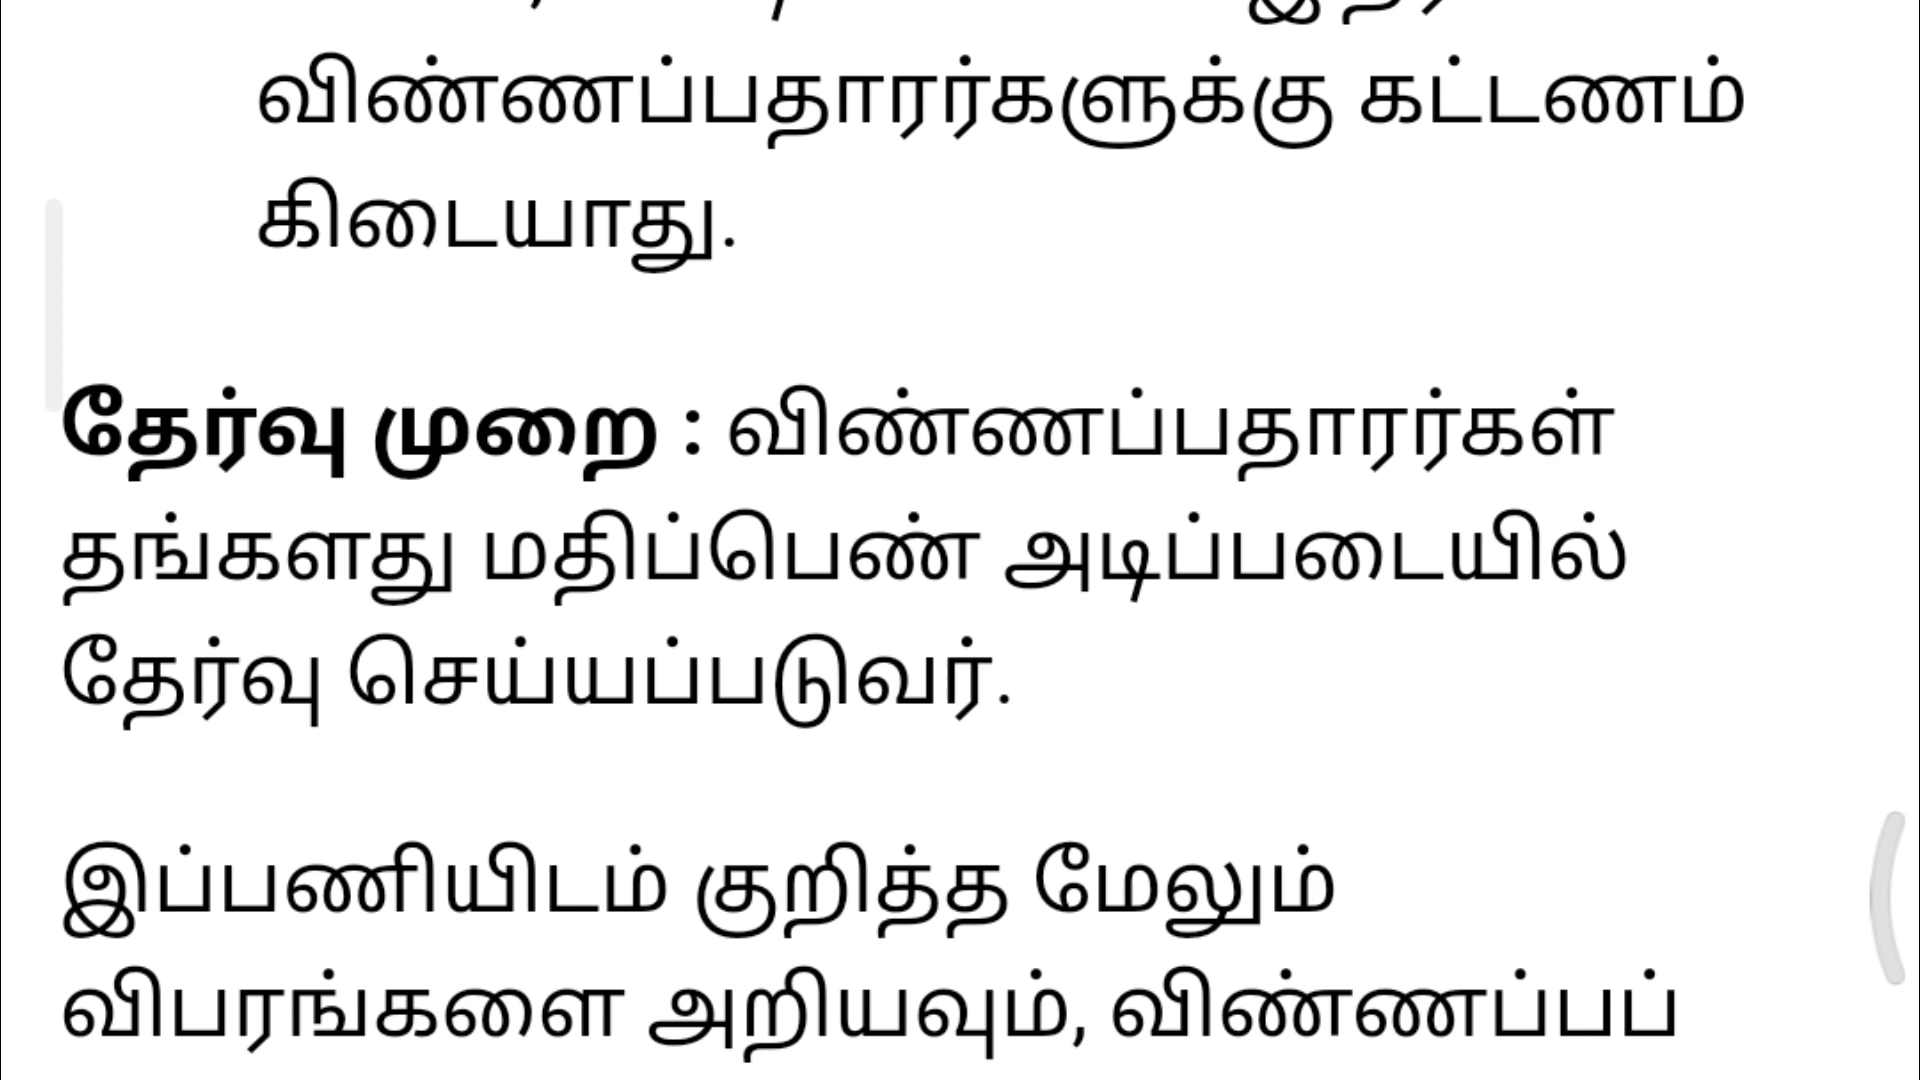 விண்ணப்பதாரர்களுக்கு கட்டணம்
கிடையாது.
தேர்வு முறை : விண்ணப்பதாரர்கள்
தங்களது மதிப்பெண் அடிப்படையில்
தேர்வு செய்யப்படுவர்.
இப்பணியிடம் குறித்த மேலும்
விபரங்களை அறியவும், விண்ணப்பப்